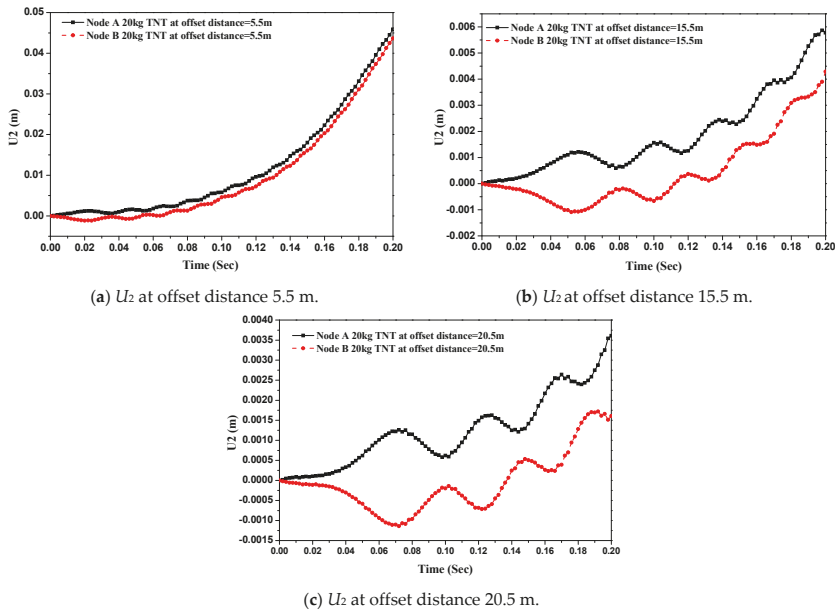 Node A 20kg TNT at offset distance=5.5m
Node B 20kg TNT at offset distance=5.5m
U2 (m)
0.05
0.04
0.03
0.02
0.01
0.00
0.00 0.02 0.04 0.06 0.08 0.10 0.12 0.14 0.16 0.18 0.20
Time (Sec)
(a) U2 at offset distance 5.5 m.
Node A 20kg TNT at offset distance=15.5m
Node B 20kg TNT at offset distance=15.5m
U2 (m)
0.006
0.005
0.004
0.003
0.002
0.001
0.000
-0.001
-0.002
0.00 0.02 0.04 0.06 0.08 0.10 0.12 0.14 0.16 0.18 0.20
Time (Sec)
(b) U2 at offset distance 15.5 m.
Node A 20kg TNT at offset distance=20.5m
Node B 20kg TNT at offset distance=20.5m
U2 (m)
0.0040
0.0035
0.0030
0.0025
0.0020
0.0015
0.0010
0.0005
0.0000
-0.0005
-0.0010
-0.0015
0.00 0.02 0.04 0.06 0.08 0.10 0.12 0.14 0.16 0.18 0.20
Time (Sec)
(c) U2 at offset distance 20.5 m.